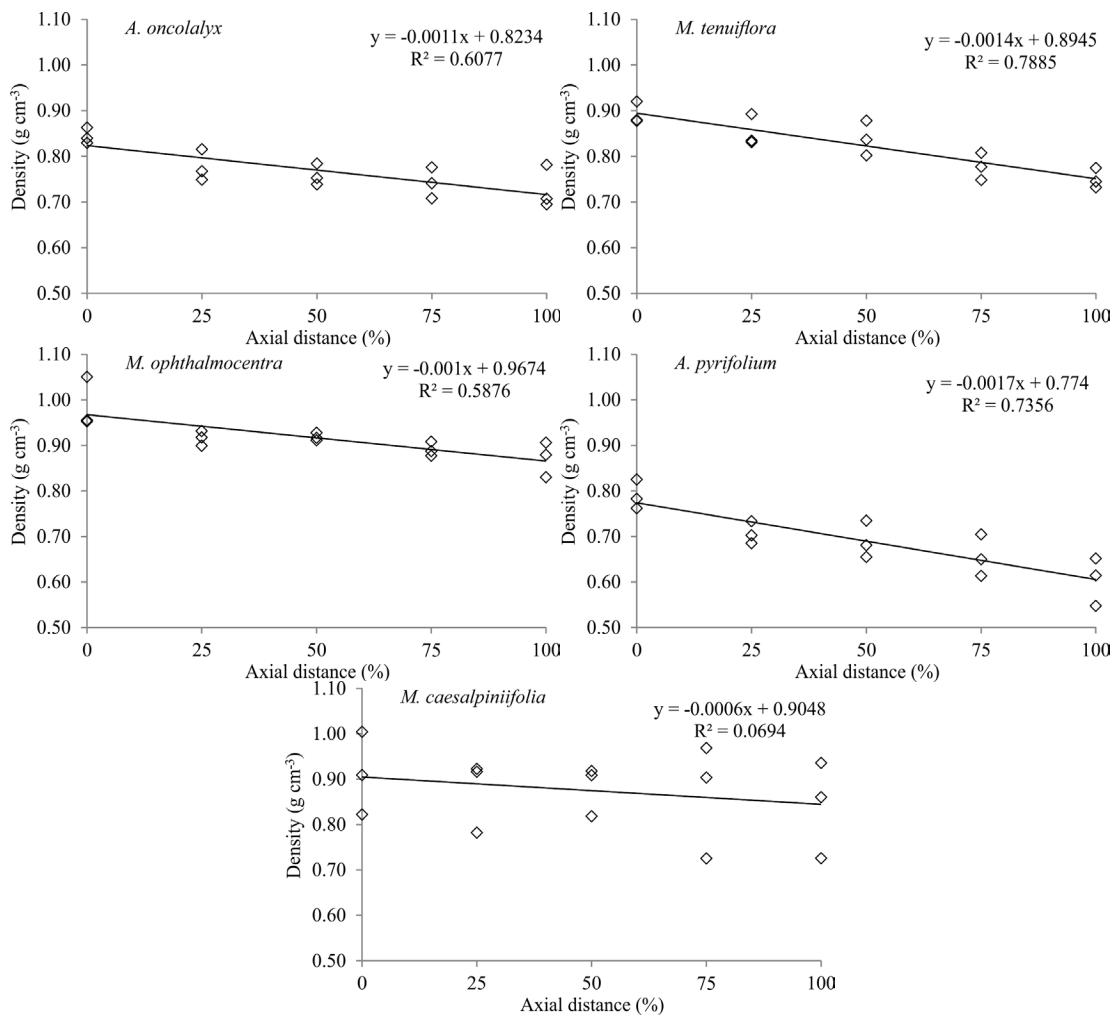 A. oncolalyx
y = -0.0011x + 0.8234
R² = 0.6077
Density (g cm⁻³)
1.10
1.00
0.90
0.80
0.70
0.60
0.50
0 25 50 75 100
Axial distance (%)
M. tenuiflora
y = -0.0014x + 0.8945
R² = 0.7885
Density (g cm⁻³)
1.10
1.00
0.90
0.80
0.70
0.60
0.50
0 25 50 75 100
Axial distance (%)
M. ophthalmocentra
y = -0.001x + 0.9674
R² = 0.5876
Density (g cm⁻³)
1.10
1.00
0.90
0.80
0.70
0.60
0.50
0 25 50 75 100
Axial distance (%)
A. pyrifolium
y = -0.0017x + 0.774
R² = 0.7356
Density (g cm⁻³)
1.10
1.00
0.90
0.80
0.70
0.60
0.50
0 25 50 75 100
Axial distance (%)
M. caesalpiniifolia
y = -0.0006x + 0.9048
R² = 0.0694
Density (g cm⁻³)
1.10
1.00
0.90
0.80
0.70
0.60
0.50
0 25 50 75 100
Axial distance (%)